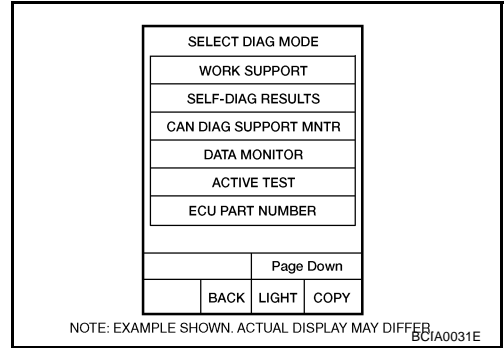 SELECT DIAG MODE
WORK SUPPORT
SELF-DIAG RESULTS
CAN DIAG SUPPORT MNTR
DATA MONITOR
ACTIVE TEST
ECU PART NUMBER
Page Down
BACK LIGHT COPY
NOTE: EXAMPLE SHOWN. ACTUAL DISPLAY MAY DIFFER.
BCIA0031E